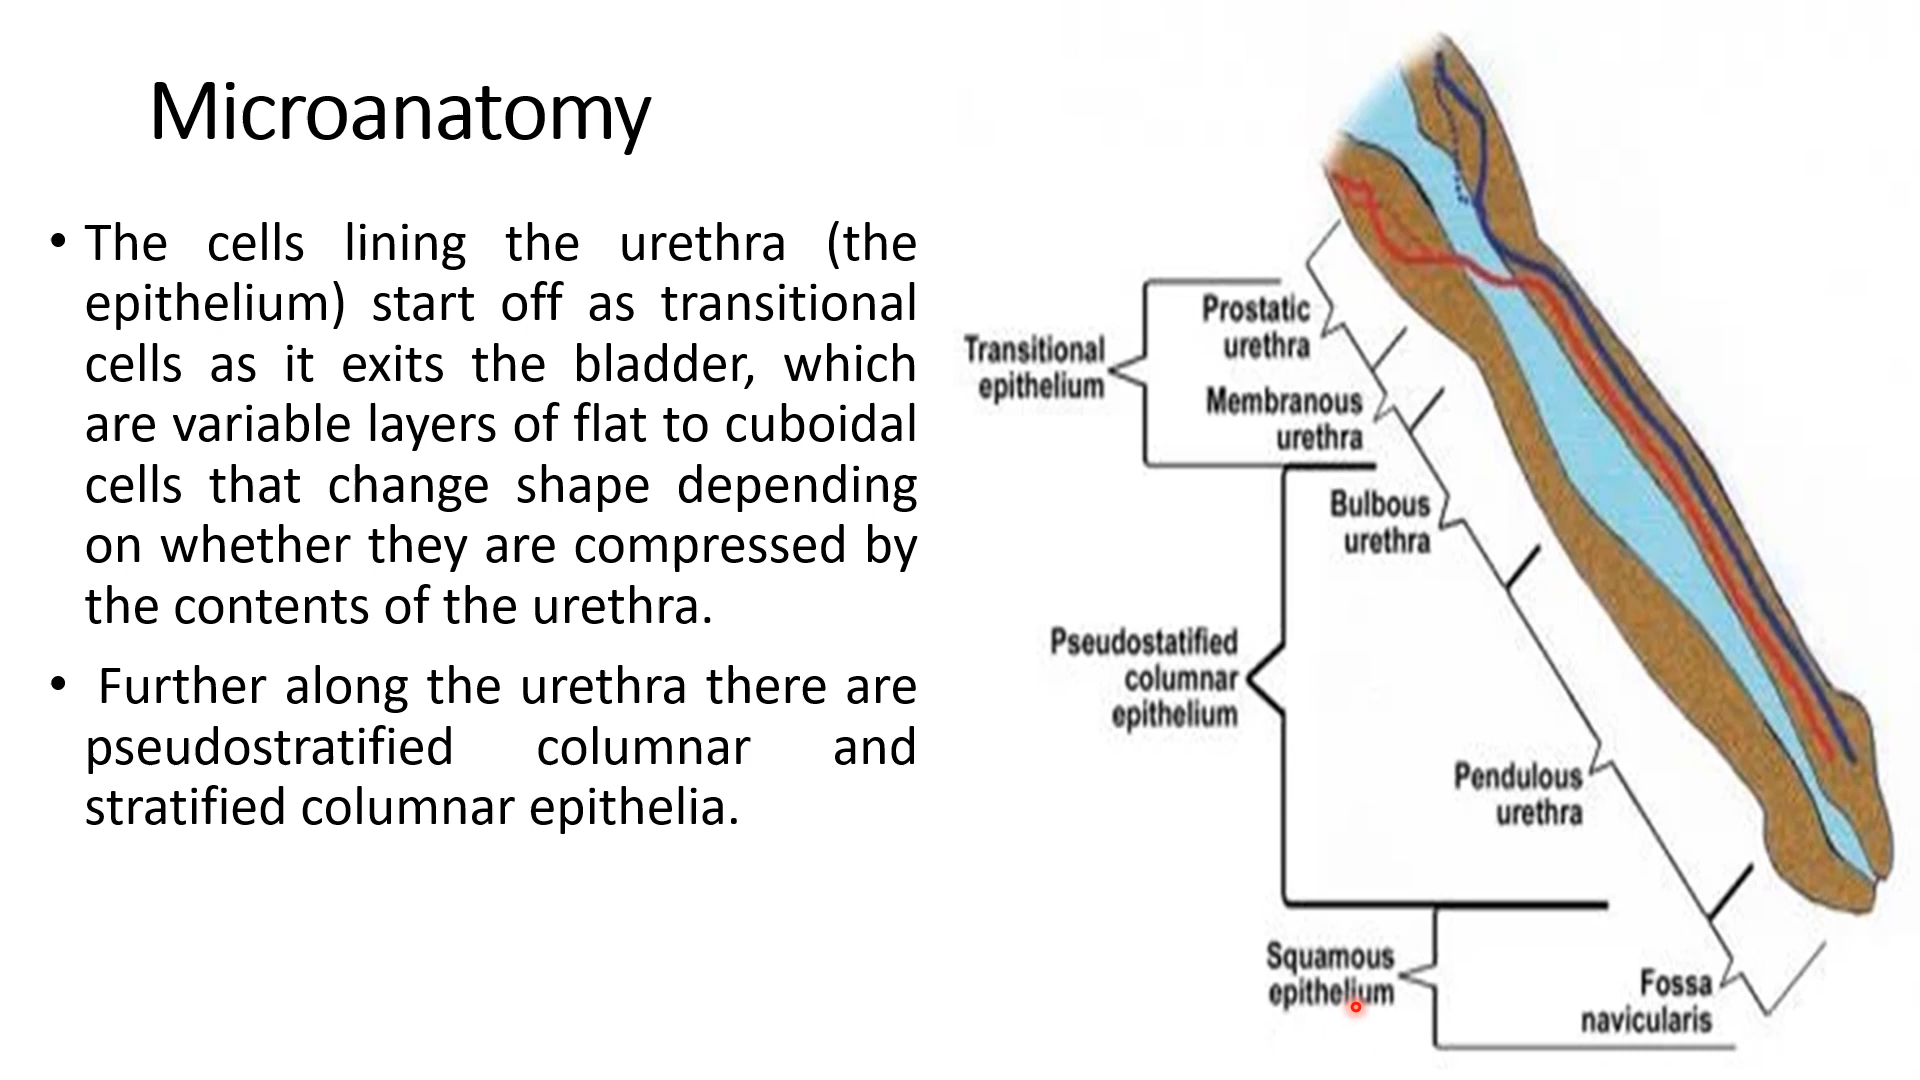 Microanatomy
• The cells lining the urethra (the
epithelium) start off as transitional
cells as it exits the bladder, which
are variable layers of flat to cuboidal
cells that change shape depending
on whether they are compressed by
the contents of the urethra.
• Further along the urethra there are
pseudostratified columnar and
stratified columnar epithelia.
Transitional
epithelium
Prostatic
urethra
Membranous
urethra
Bulbous
urethra
Pseudostatified
columnar
epithelium
Pendulous
urethra
Squamous
epithelium
Fossa
navicularis